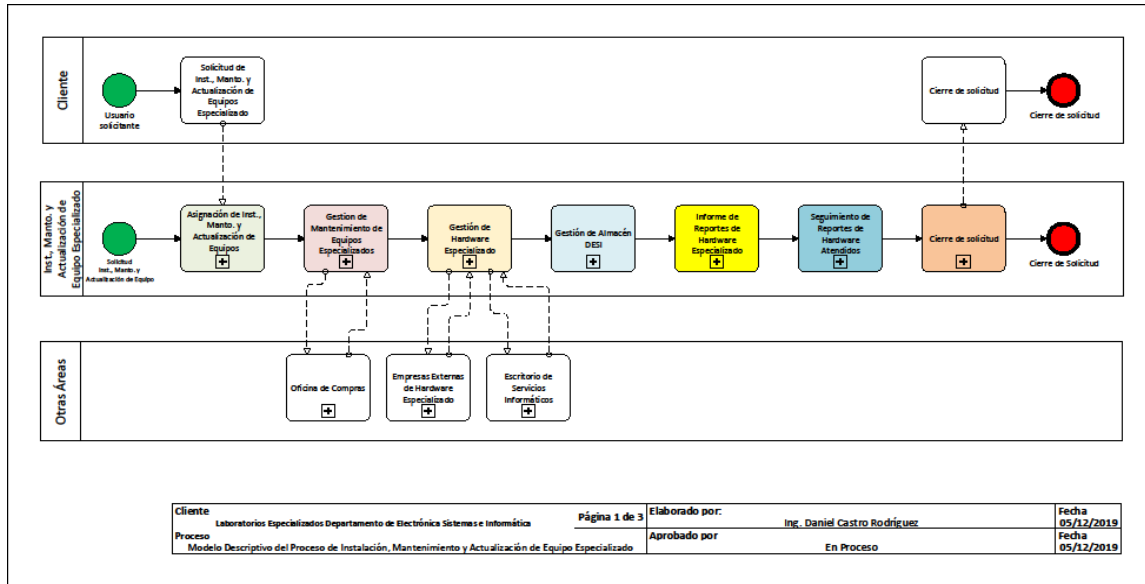 Cliente
Usuario
solicitante
Solicitud de
Inst., Manto. y
Actualización de
Equipos
Especializado
Cierre de solicitud
Cierre de solicitud
Inst., Manto. y
Actualización de
Equipo Especializado
Solicitud
Inst., Manto. y
Actualización de Equipo
Asignación de Inst.,
Manto. y
Actualización de
Equipos
Gestion de
Mantenimiento de
Equipos
Especializados
Gestión de
Hardware
Especializado
Gestión de Almacén
DESI
Informe de
Reportes de
Hardware
Especializado
Seguimiento de
Reportes de
Hardware
Atendidos
Cierre de solicitud
Cierre de Solicitud
Otras Áreas
Oficina de Compras
Empresas Externas
de Hardware
Especializado
Escritorio de
Servicios
Informáticos
Cliente
Laboratorios Especializados Departamento de Electrónica Sistemas e Informática
Página 1 de 3
Elaborado por:
Ing. Daniel Castro Rodríguez
Fecha
05/12/2019
Proceso
Modelo Descriptivo del Proceso de Instalación, Mantenimiento y Actualización de Equipo Especializado
Aprobado por
En Proceso
Fecha
05/12/2019